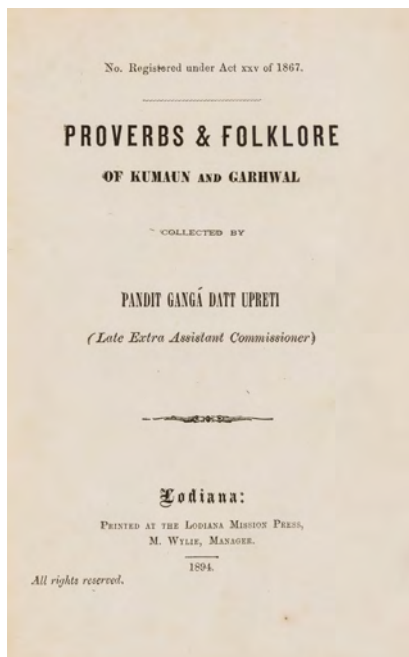 No. Registered under Act xxv of 1867.
PROVERBS & FOLKLORE
OF KUMAUN AND GARHWAL
COLLECTED BY
PANDIT GANGÁ DATT UPRETI
(Late Extra Assistant Commissioner)
Lodiana:
PRINTED AT THE LODIANA MISSION PRESS,
M. WYLIE, MANAGER.
1894.
All rights reserved.